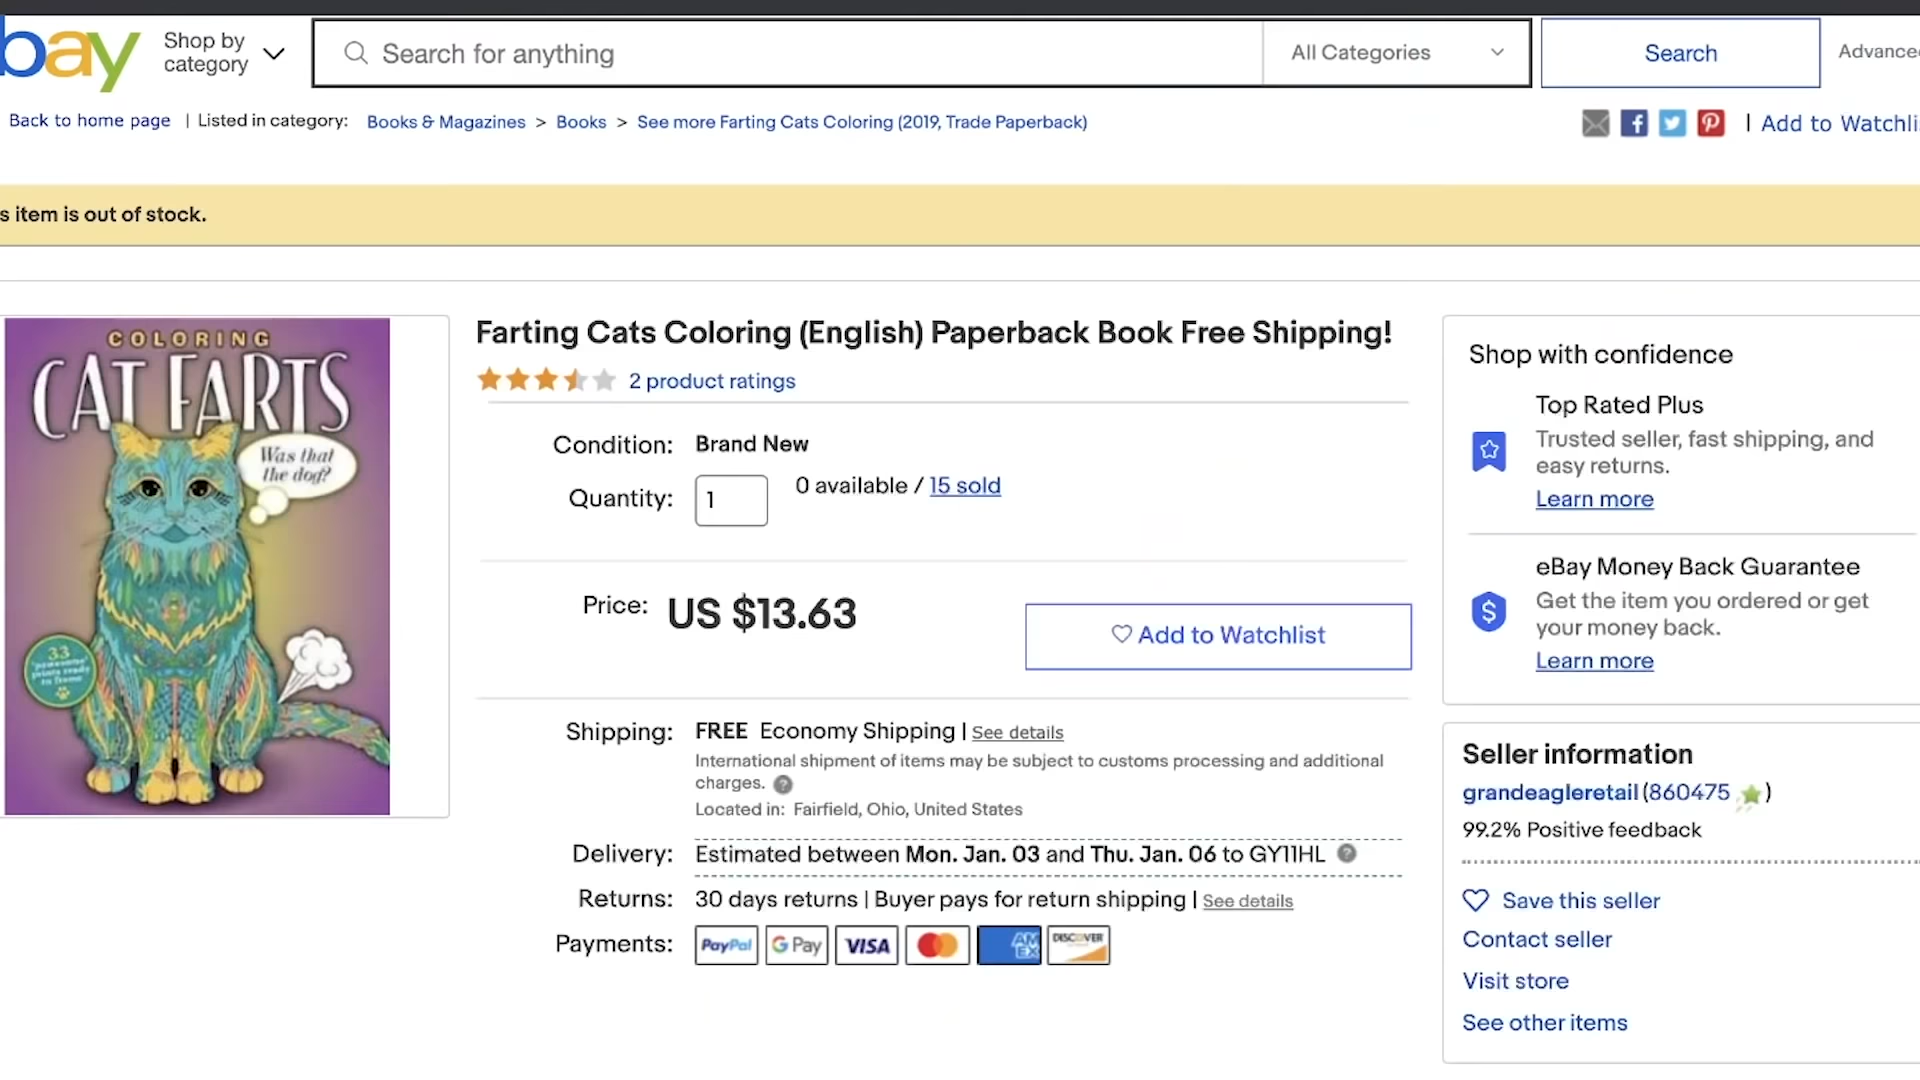 bay
Shop by
category
Search for anything
All Categories
Search
Advance
Back to home page | Listed in category: Books & Magazines > Books > See more Farting Cats Coloring (2019, Trade Paperback)
| Add to Watchli
s item is out of stock.
COLORING
CAT FARTS
Was that
the dog?
33
"pawesome"
prints ready
to frame
Farting Cats Coloring (English) Paperback Book Free Shipping!
2 product ratings
Condition: Brand New
Quantity: 1 0 available / 15 sold
Price: US $13.63
Add to Watchlist
Shipping: FREE Economy Shipping | See details
International shipment of items may be subject to customs processing and additional
charges. ?
Located in: Fairfield, Ohio, United States
Delivery: Estimated between Mon. Jan. 03 and Thu. Jan. 06 to GY11HL ?
Returns: 30 days returns | Buyer pays for return shipping | See details
Payments: PayPal G Pay VISA AM EX DISCOVER
Shop with confidence
Top Rated Plus
Trusted seller, fast shipping, and
easy returns.
Learn more
eBay Money Back Guarantee
Get the item you ordered or get
your money back.
Learn more
Seller information
grandeagleretail (860475 )
99.2% Positive feedback
Save this seller
Contact seller
Visit store
See other items